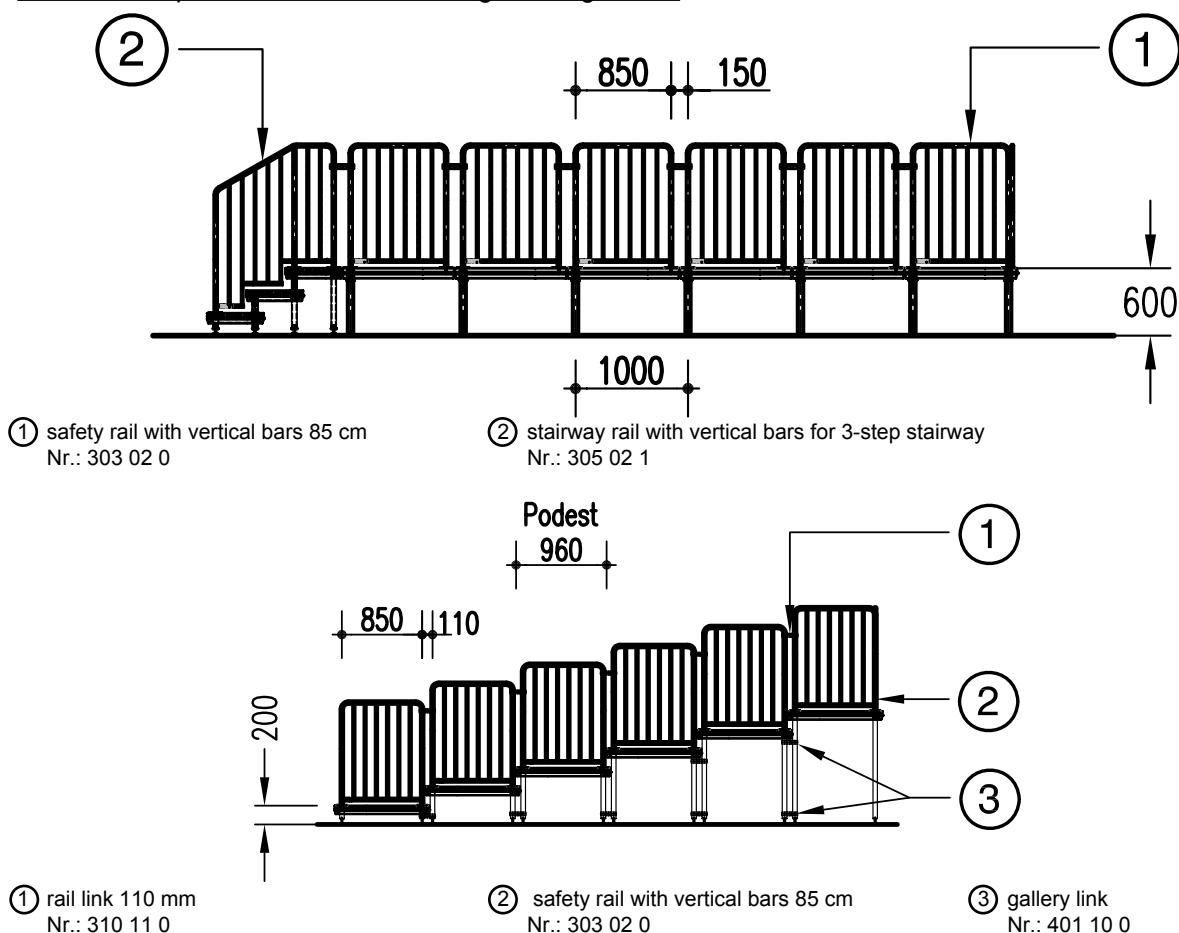 2
1
850 150
600
1000
1 safety rail with vertical bars 85 cm
Nr.: 303 02 0
2 stairway rail with vertical bars for 3-step stairway
Nr.: 305 02 1
Podest
960
1
850 110
200
2
3
1 rail link 110 mm
Nr.: 310 11 0
2 safety rail with vertical bars 85 cm
Nr.: 303 02 0
3 gallery link
Nr.: 401 10 0